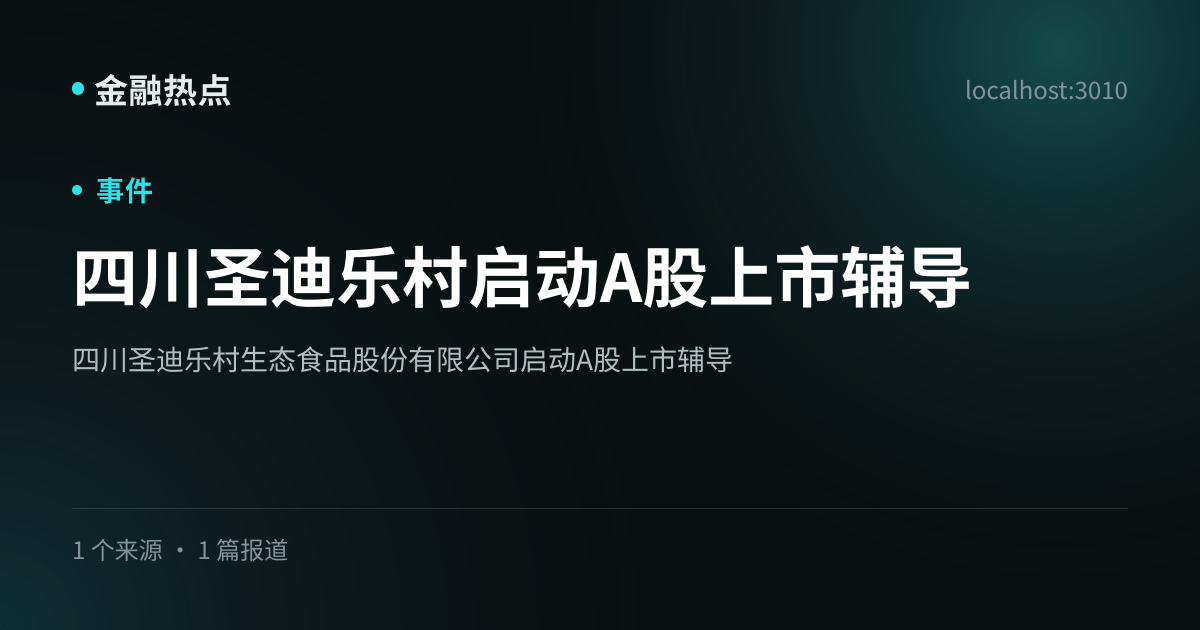 金融热点
localhost:3010
事件
四川圣迪乐村启动A股上市辅导
四川圣迪乐村生态食品股份有限公司启动A股上市辅导
1 个来源 · 1 篇报道